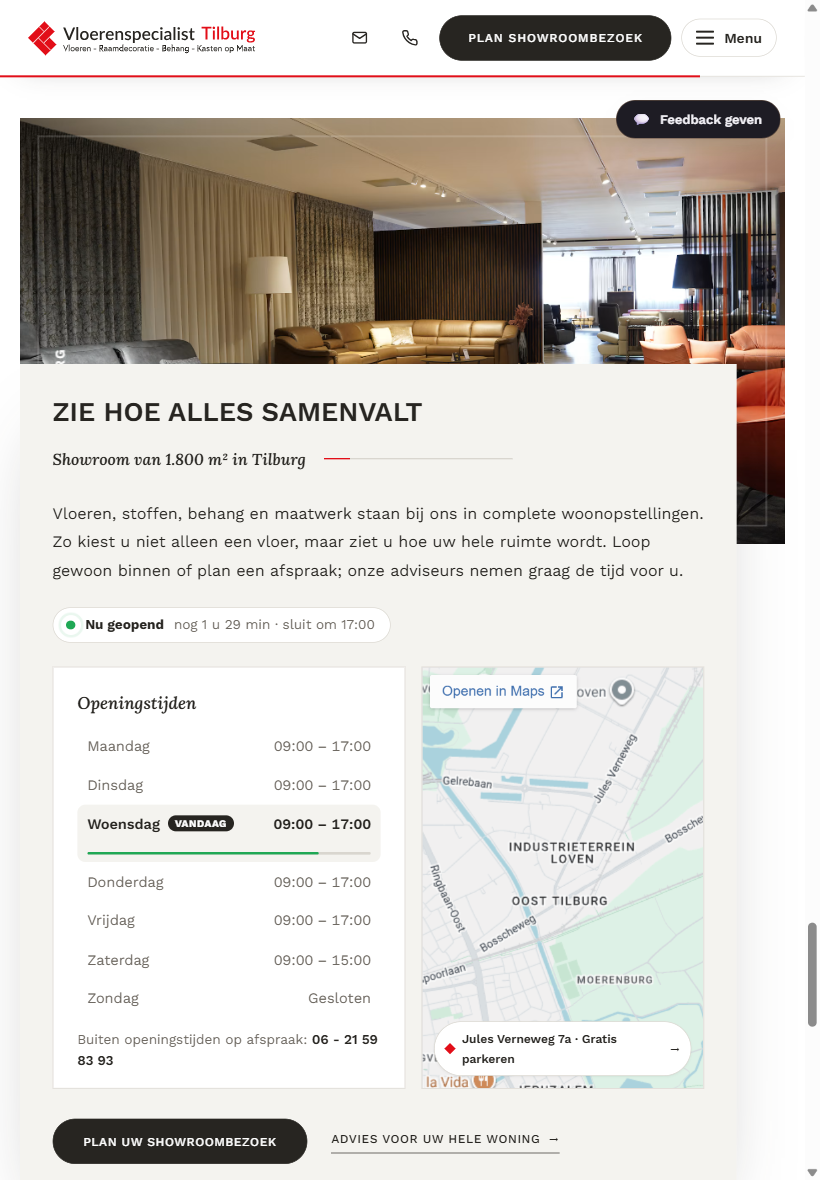 Vloerenspecialist Tilburg
Vloeren - Raamdecoratie - Behang - Kasten op Maat
PLAN SHOWROOMBEZOEK
Menu
Feedback geven
RG
ZIE HOE ALLES SAMENVALT
Showroom van 1.800 m² in Tilburg
Vloeren, stoffen, behang en maatwerk staan bij ons in complete woonopstellingen.
Zo kiest u niet alleen een vloer, maar ziet u hoe uw hele ruimte wordt. Loop
gewoon binnen of plan een afspraak; onze adviseurs nemen graag de tijd voor u.
Nu geopend nog 1 u 29 min · sluit om 17:00
Openingstijden
Maandag 09:00 – 17:00
Dinsdag 09:00 – 17:00
Woensdag VANDAAG 09:00 – 17:00
Donderdag 09:00 – 17:00
Vrijdag 09:00 – 17:00
Zaterdag 09:00 – 15:00
Zondag Gesloten
Buiten openingstijden op afspraak: 06 - 21 59
83 93
Openen in Maps
oven
Gelrebaan
Jules Verneweg
Bossche
INDUSTRIETERREIN
LOVEN
Ringbaan-Oost
OOST TILBURG
Bosscheweg
spoorlaan
MOERENBURG
Jules Verneweg 7a · Gratis
parkeren →
la Vida
JERUZALEM
PLAN UW SHOWROOMBEZOEK
ADVIES VOOR UW HELE WONING →